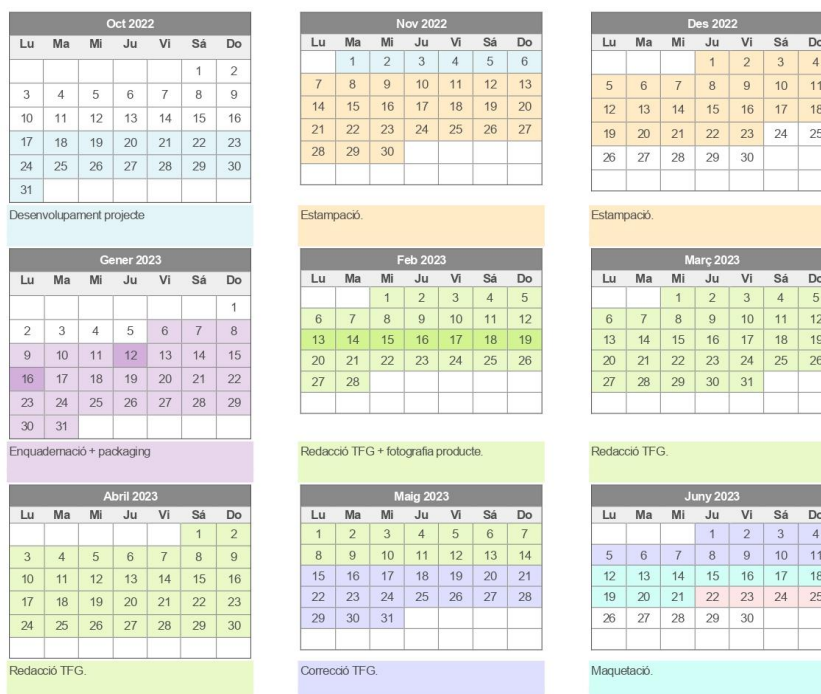 Oct 2022
Lu Ma Mi Ju Vi Sá Do
1 2
3 4 5 6 7 8 9
10 11 12 13 14 15 16
17 18 19 20 21 22 23
24 25 26 27 28 29 30
31
Desenvolupament projecte
Nov 2022
Lu Ma Mi Ju Vi Sá Do
1 2 3 4 5 6
7 8 9 10 11 12 13
14 15 16 17 18 19 20
21 22 23 24 25 26 27
28 29 30
Estampació.
Des 2022
Lu Ma Mi Ju Vi Sá Do
1 2 3 4
5 6 7 8 9 10 11
12 13 14 15 16 17 18
19 20 21 22 23 24 25
26 27 28 29 30
Estampació.
Gener 2023
Lu Ma Mi Ju Vi Sá Do
1
2 3 4 5 6 7 8
9 10 11 12 13 14 15
16 17 18 19 20 21 22
23 24 25 26 27 28 29
30 31
Enquadernació + packaging
Feb 2023
Lu Ma Mi Ju Vi Sá Do
1 2 3 4 5
6 7 8 9 10 11 12
13 14 15 16 17 18 19
20 21 22 23 24 25 26
27 28
Redacció TFG + fotografia producte.
Març 2023
Lu Ma Mi Ju Vi Sá Do
1 2 3 4 5
6 7 8 9 10 11 12
13 14 15 16 17 18 19
20 21 22 23 24 25 26
27 28 29 30 31
Redacció TFG.
Abril 2023
Lu Ma Mi Ju Vi Sá Do
1 2
3 4 5 6 7 8 9
10 11 12 13 14 15 16
17 18 19 20 21 22 23
24 25 26 27 28 29 30
Redacció TFG.
Maig 2023
Lu Ma Mi Ju Vi Sá Do
1 2 3 4 5 6 7
8 9 10 11 12 13 14
15 16 17 18 19 20 21
22 23 24 25 26 27 28
29 30 31
Correcció TFG.
Juny 2023
Lu Ma Mi Ju Vi Sá Do
1 2 3 4
5 6 7 8 9 10 11
12 13 14 15 16 17 18
19 20 21 22 23 24 25
26 27 28 29 30
Maquetació.